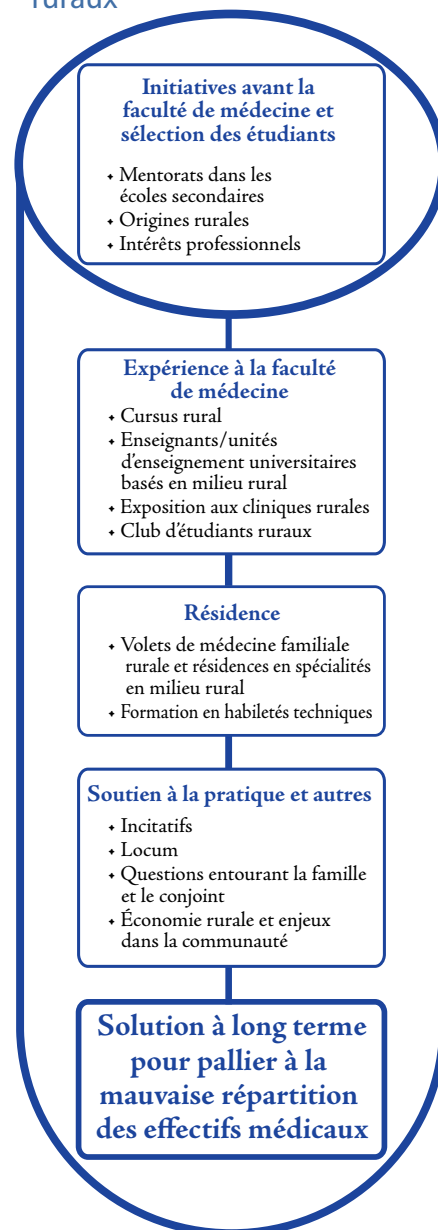 ruraux
Initiatives avant la
faculté de médecine et
sélection des étudiants
• Mentorats dans les
écoles secondaires
• Origines rurales
• Intérêts professionnels
Expérience à la faculté
de médecine
• Cursus rural
• Enseignants/unités
d'enseignement universitaires
basés en milieu rural
• Exposition aux cliniques rurales
• Club d'étudiants ruraux
Résidence
• Volets de médecine familiale
rurale et résidences en spécialités
en milieu rural
• Formation en habiletés techniques
Soutien à la pratique et autres
• Incitatifs
• Locum
• Questions entourant la famille
et le conjoint
• Économie rurale et enjeux
dans la communauté
Solution à long terme
pour pallier à la
mauvaise répartition
des effectifs médicaux